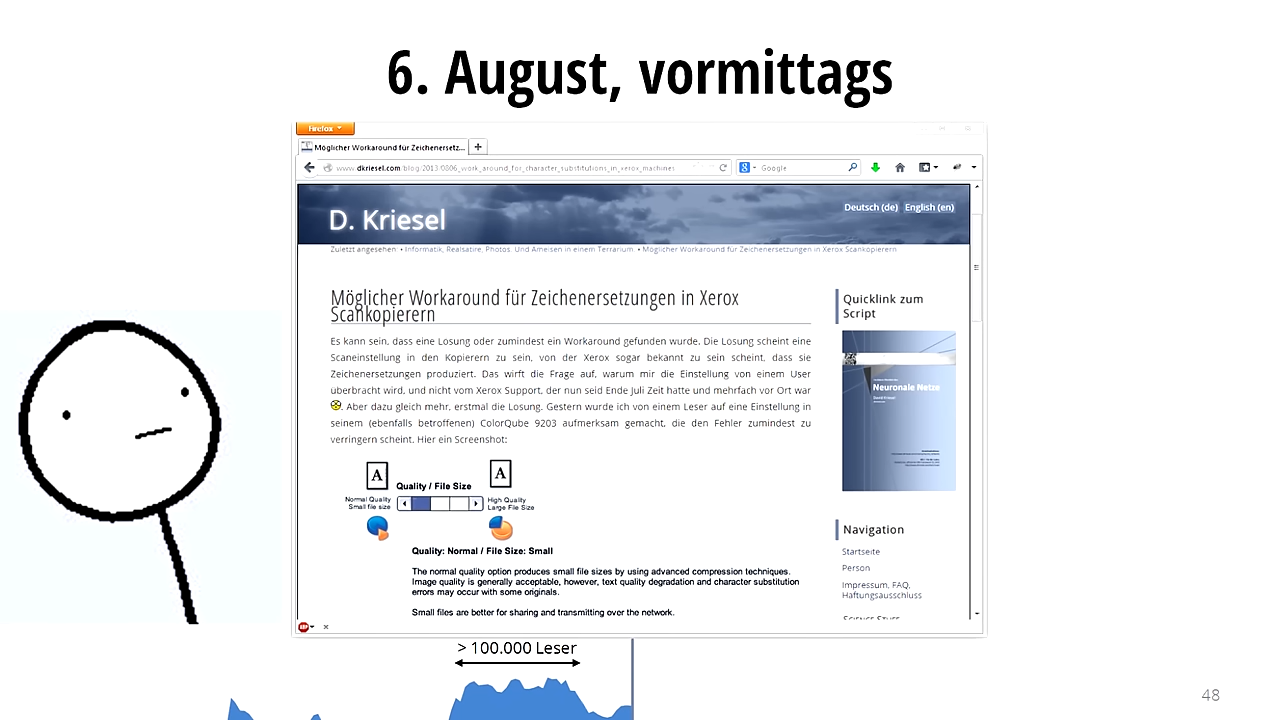 6. August, vormittags
Firefox
Möglicher Workaround für Zeichenersetz...
www.dkriesel.com/blog/2013/0806_work_around_for_character_substitutions_in_xerox_machines
Google
D. Kriesel
Deutsch (de) English (en)
Zuletzt angesehen: • Informatik, Realsatire, Photos. Und Ameisen in einem Terrarium. • Möglicher Workaround für Zeichenersetzungen in Xerox Scankopierern
Möglicher Workaround für Zeichenersetzungen in Xerox
Scankopierern
Es kann sein, dass eine Lösung oder zumindest ein Workaround gefunden wurde. Die Lösung scheint eine
Scaneinstellung in den Kopierern zu sein, von der Xerox sogar bekannt zu sein scheint, dass sie
Zeichenersetzungen produziert. Das wirft die Frage auf, warum mir die Einstellung von einem User
überbracht wird, und nicht vom Xerox Support, der nun seid Ende Juli Zeit hatte und mehrfach vor Ort war
. Aber dazu gleich mehr, erstmal die Lösung. Gestern wurde ich von einem Leser auf eine Einstellung in
seinem (ebenfalls betroffenen) ColorQube 9203 aufmerksam gemacht, die den Fehler zumindest zu
verringern scheint. Hier ein Screenshot:
A
A
Quality / File Size
Normal Quality
Small file size
High Quality
Large File Size
Quality: Normal / File Size: Small
The normal quality option produces small file sizes by using advanced compression techniques.
Image quality is generally acceptable, however, text quality degradation and character substitution
errors may occur with some originals.
Small files are better for sharing and transmitting over the network.
Quicklink zum
Script
Neuronale Netze
David Kriesel
Navigation
Startseite
Person
Impressum, FAQ,
Haftungsausschluss
Science Stuff
ABP
> 100.000 Leser
48